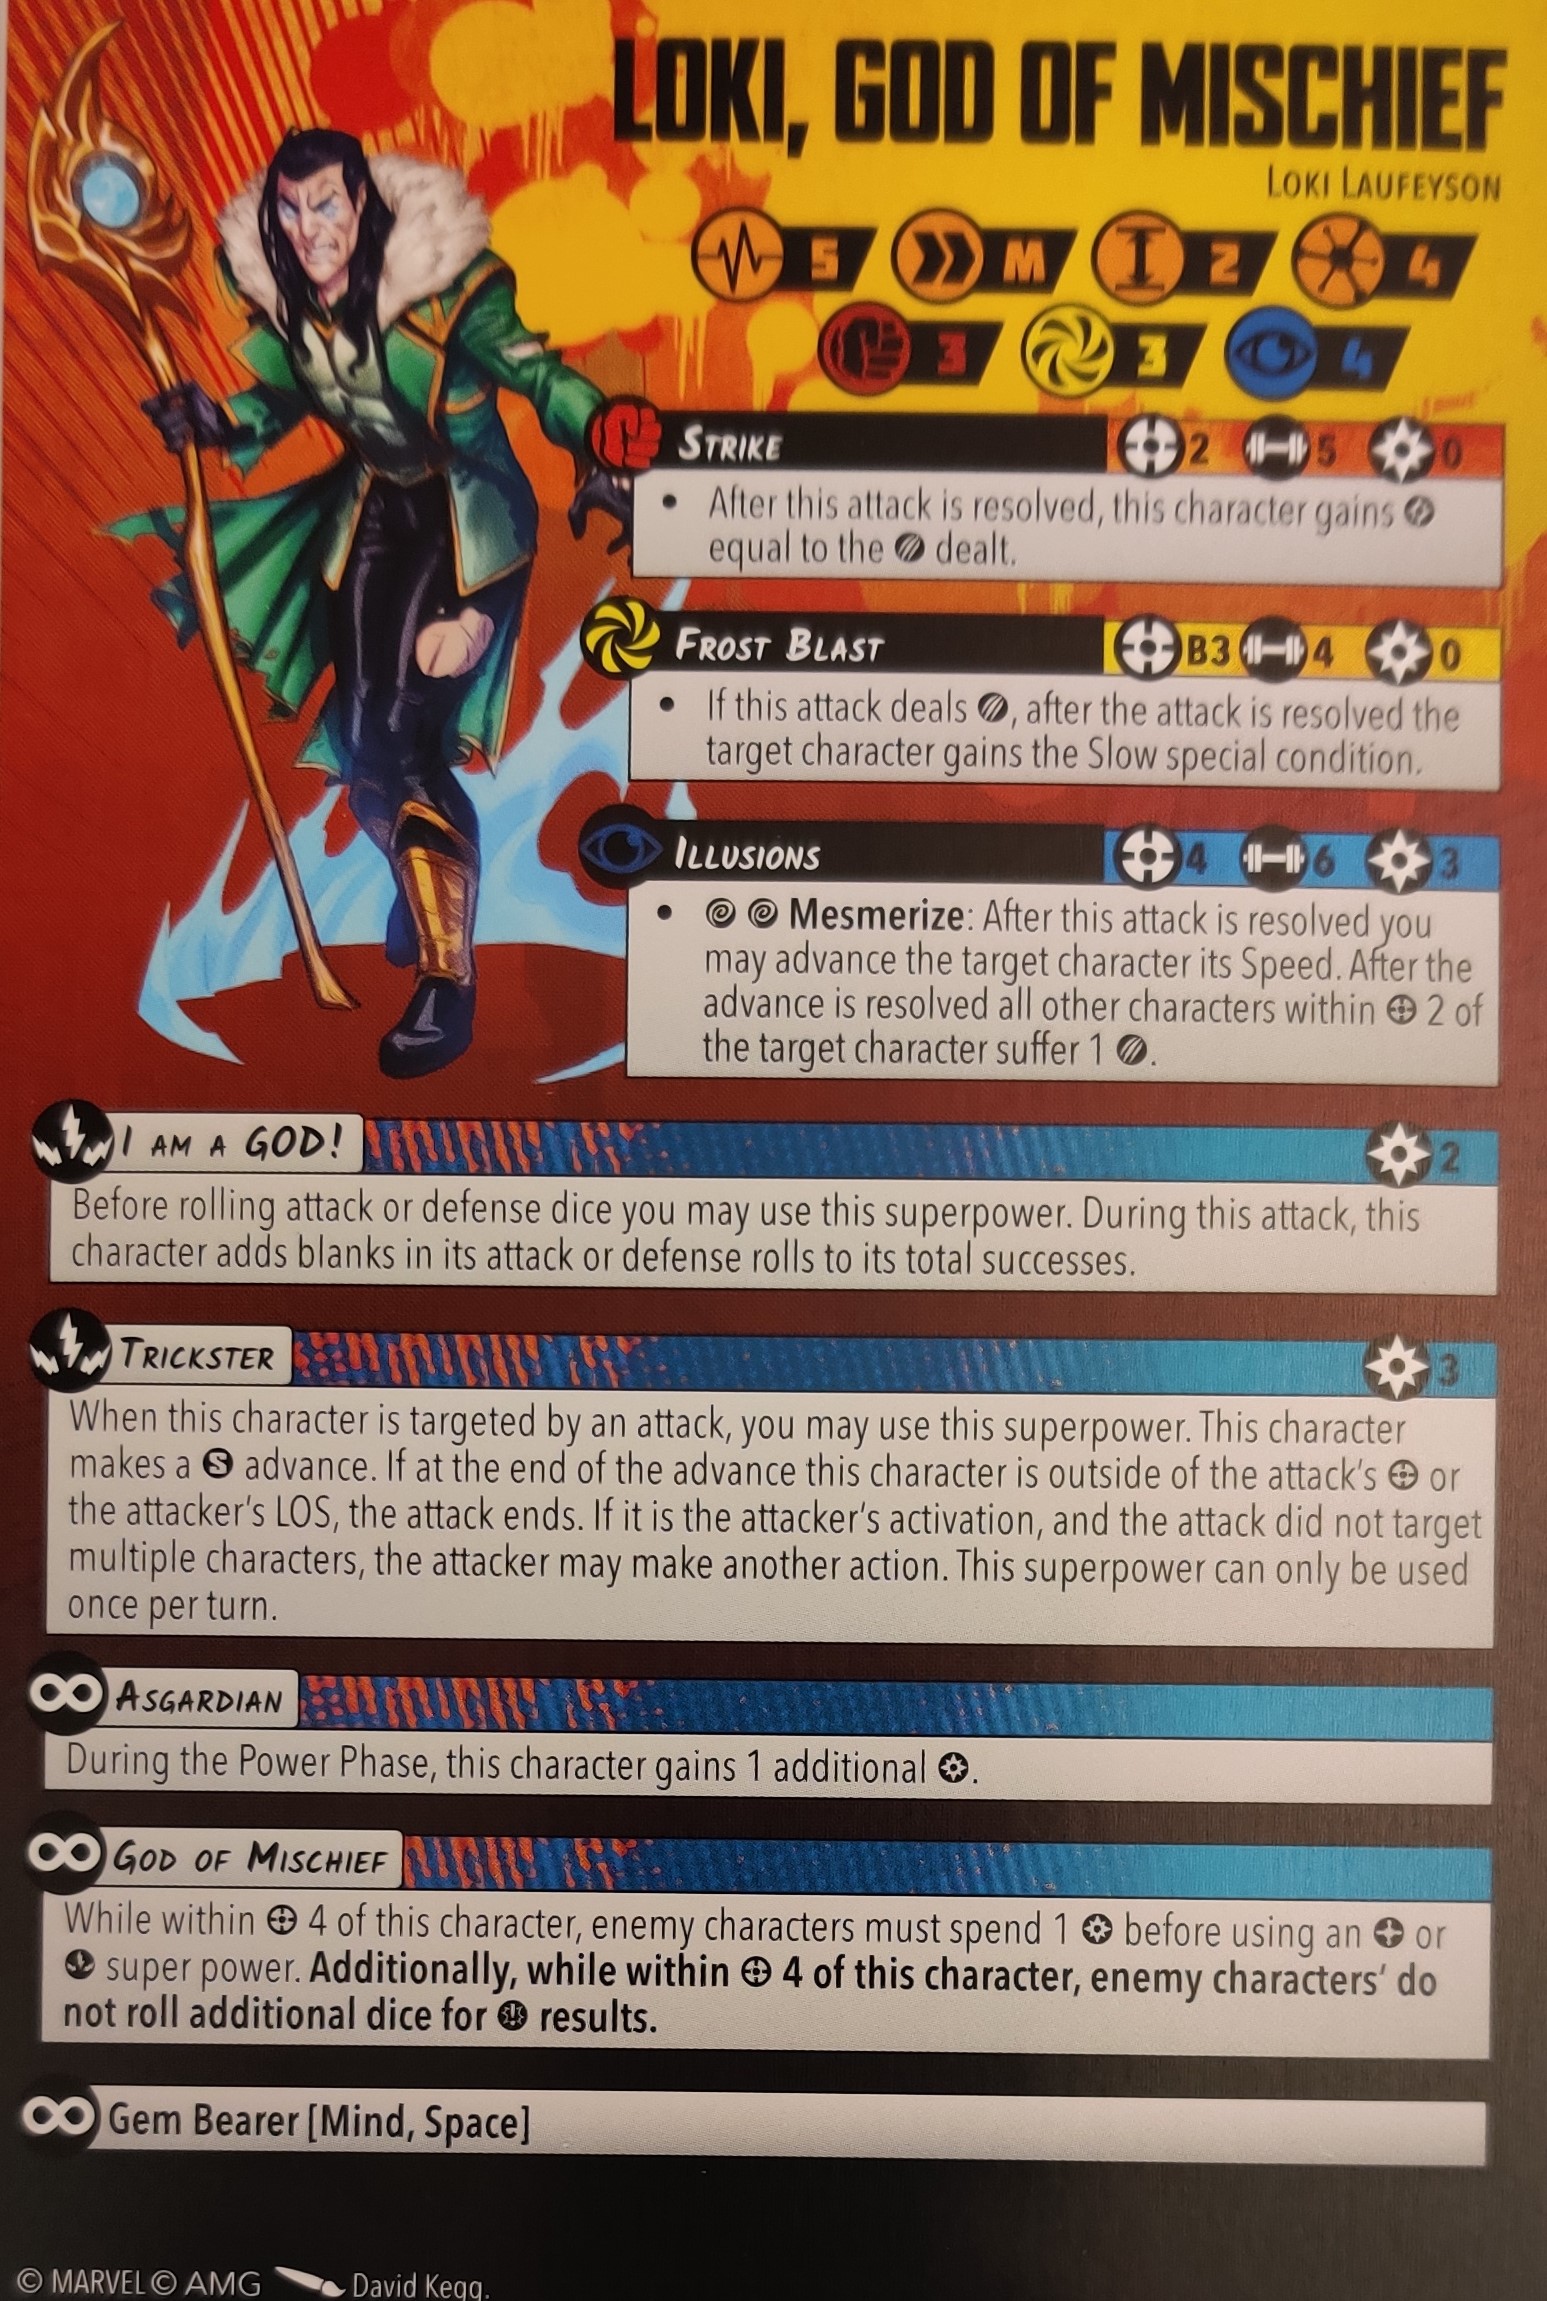 LOKI, GOD OF MISCHIEF
LOKI LAUFEYSON
5 M 2 4
3 3 4
STRIKE 2 5 0
• After this attack is resolved, this character gains
equal to the dealt.
FROST BLAST B3 4 0
• If this attack deals , after the attack is resolved the
target character gains the Slow special condition.
ILLUSIONS 4 6 3
• Mesmerize: After this attack is resolved you
may advance the target character its Speed. After the
advance is resolved all other characters within 2 of
the target character suffer 1 .
I AM A GOD! 2
Before rolling attack or defense dice you may use this superpower. During this attack, this
character adds blanks in its attack or defense rolls to its total successes.
TRICKSTER 3
When this character is targeted by an attack, you may use this superpower. This character
makes a S advance. If at the end of the advance this character is outside of the attack's or
the attacker's LOS, the attack ends. If it is the attacker's activation, and the attack did not target
multiple characters, the attacker may make another action. This superpower can only be used
once per turn.
ASGARDIAN
During the Power Phase, this character gains 1 additional .
GOD OF MISCHIEF
While within 4 of this character, enemy characters must spend 1 before using an or
super power. Additionally, while within 4 of this character, enemy characters' do
not roll additional dice for results.
Gem Bearer [Mind, Space]
© MARVEL © AMG David Kegg.